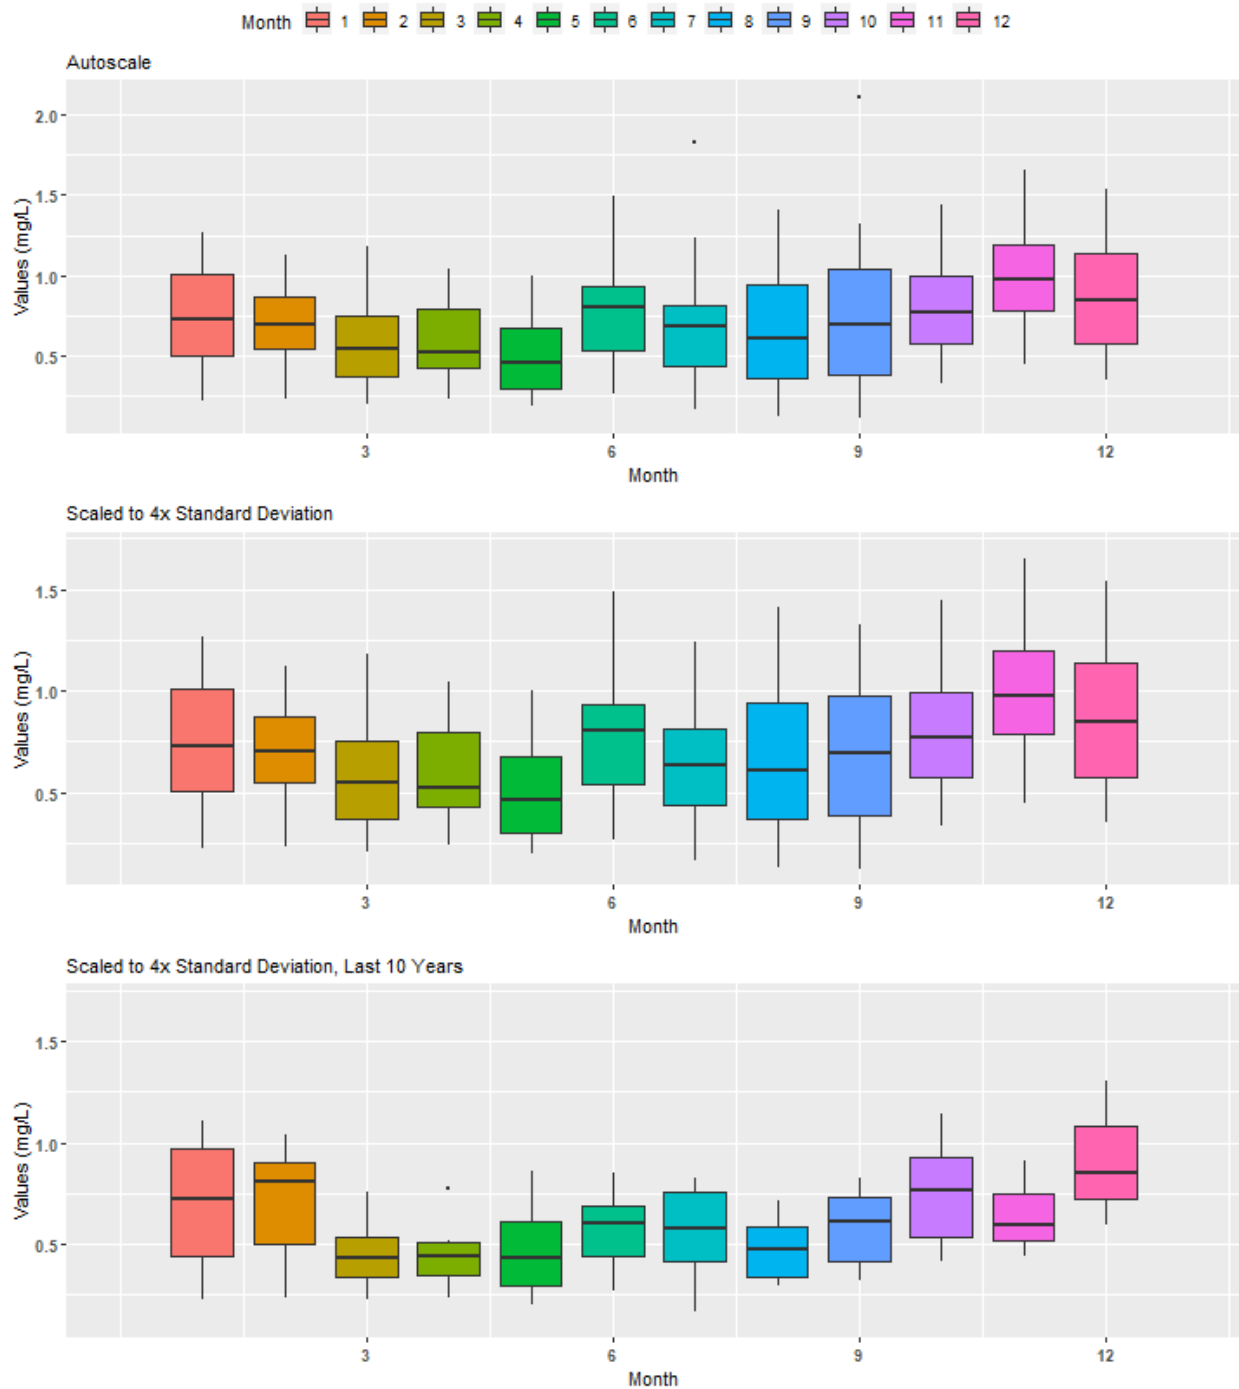 Month 1 2 3 4 5 6 7 8 9 10 11 12
Autoscale
Values (mg/L)
2.0
1.5
1.0
0.5
3 6 9 12
Month
Scaled to 4x Standard Deviation
Values (mg/L)
1.5
1.0
0.5
3 6 9 12
Month
Scaled to 4x Standard Deviation, Last 10 Years
Values (mg/L)
1.5
1.0
0.5
3 6 9 12
Month